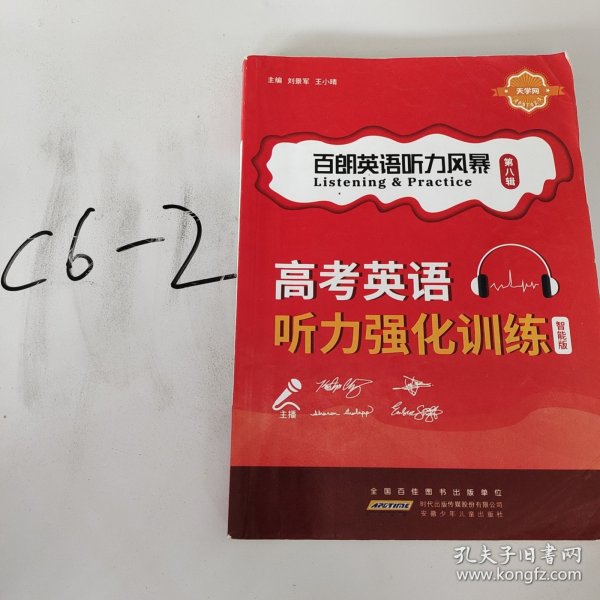 主编 刘景军 王小晴
天学网
百朗英语听力风暴
第八辑
Listening & Practice
C6-2
高考英语
听力强化训练
智能版
主播
全国百佳图书出版单位
APGTIME
时代出版传媒股份有限公司
安徽少年儿童出版社
孔夫子旧书网
www.kongfz.com